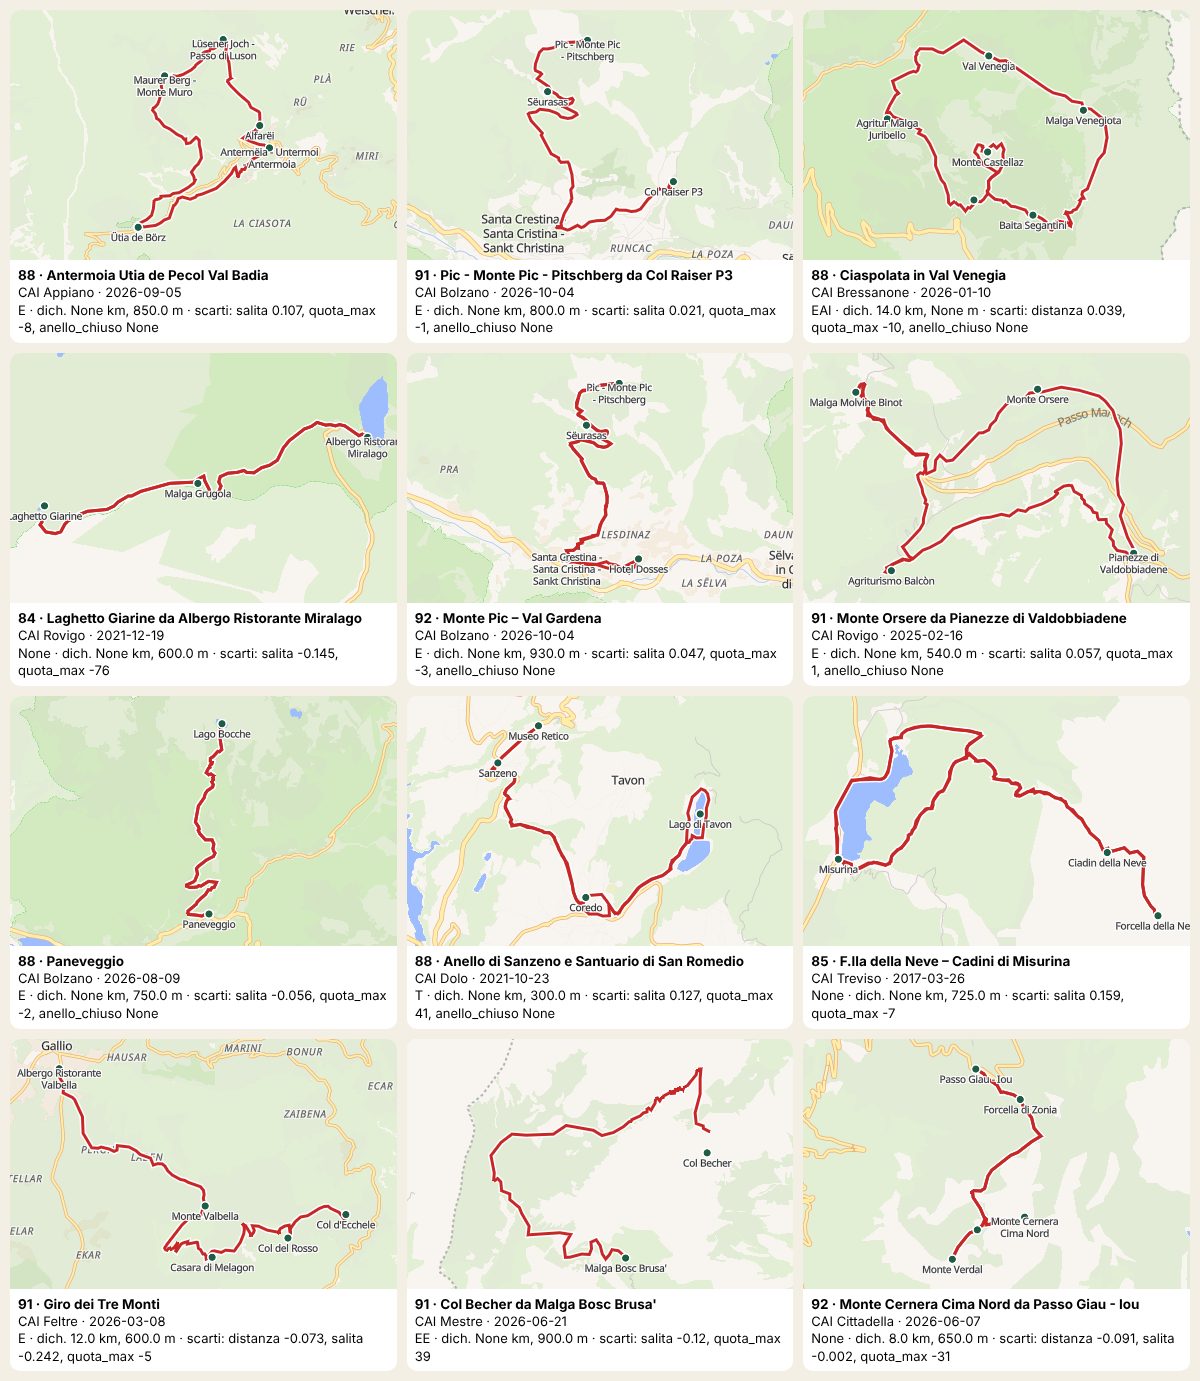 Welschel
Lüsener Joch -
Passo di Luson
RIE
Maurer Berg -
Monte Muro
PLÀ
RÜ
Alfarëi
Antermëia - Untermoi
Antermoia
MIRI
LA CIASOTA
Ütia de Börz
88 · Antermoia Utia de Pecol Val Badia
CAI Appiano · 2026-09-05
E · dich. None km, 850.0 m · scarti: salita 0.107, quota_max
-8, anello_chiuso None
Pic - Monte Pic
- Pitschberg
Sëurasas
Col Raiser P3
Santa Crestina -
Santa Cristina -
Sankt Christina
DAUN
RUNCAC
LA POZA
Së
91 · Pic - Monte Pic - Pitschberg da Col Raiser P3
CAI Bolzano · 2026-10-04
E · dich. None km, 800.0 m · scarti: salita 0.021, quota_max
-1, anello_chiuso None
Val Venegia
Malga Venegiota
Agritur Malga
Juribello
Monte Castellaz
Baita Segantini
88 · Ciaspolata in Val Venegia
CAI Bressanone · 2026-01-10
EAI · dich. 14.0 km, None m · scarti: distanza 0.039,
quota_max -10, anello_chiuso None
Albergo Ristoran
Miralago
Malga Grugola
Laghetto Giarine
84 · Laghetto Giarine da Albergo Ristorante Miralago
CAI Rovigo · 2021-12-19
None · dich. None km, 600.0 m · scarti: salita -0.145,
quota_max -76
Pic - Monte Pic
- Pitschberg
Sëurasas
PRA
LESDINAZ
DAUN
Santa Crestina -
Santa Cristina -
Sankt Christina
Hotel Dosses
LA POZA
LA SËLVA
Sëlva
in G
di
92 · Monte Pic – Val Gardena
CAI Bolzano · 2026-10-04
E · dich. None km, 930.0 m · scarti: salita 0.047, quota_max
-3, anello_chiuso None
Malga Molvine Binot
Monte Orsere
Pianezze di
Valdobbiadene
Agriturismo Balcòn
91 · Monte Orsere da Pianezze di Valdobbiadene
CAI Rovigo · 2025-02-16
E · dich. None km, 540.0 m · scarti: salita 0.057, quota_max
1, anello_chiuso None
Lago Bocche
Paneveggio
88 · Paneveggio
CAI Bolzano · 2026-08-09
E · dich. None km, 750.0 m · scarti: salita -0.056, quota_max
-2, anello_chiuso None
Museo Retico
Sanzeno
Tavon
Lago di Tavon
Coredo
88 · Anello di Sanzeno e Santuario di San Romedio
CAI Dolo · 2021-10-23
T · dich. None km, 300.0 m · scarti: salita 0.127, quota_max
41, anello_chiuso None
Misurina
Ciadin della Neve
Forcella della Ne
85 · F.lla della Neve – Cadini di Misurina
CAI Treviso · 2017-03-26
None · dich. None km, 725.0 m · scarti: salita 0.159,
quota_max -7
Gallio
HAUSAR
MARINI
BONUR
Albergo Ristorante
Valbella
ECAR
ZAIBENA
TELLAR
Monte Valbella
Col d'Ecchele
ELAR
EKAR
Col del Rosso
Casara di Melagon
91 · Giro dei Tre Monti
CAI Feltre · 2026-03-08
E · dich. 12.0 km, 600.0 m · scarti: distanza -0.073, salita
-0.242, quota_max -5
Col Becher
Malga Bosc Brusa'
91 · Col Becher da Malga Bosc Brusa'
CAI Mestre · 2026-06-21
EE · dich. None km, 900.0 m · scarti: salita -0.12, quota_max
39
Passo Giau - Iou
Forcella di Zonia
Monte Cernera
Cima Nord
Monte Verdal
92 · Monte Cernera Cima Nord da Passo Giau - Iou
CAI Cittadella · 2026-06-07
None · dich. 8.0 km, 650.0 m · scarti: distanza -0.091, salita
-0.002, quota_max -31